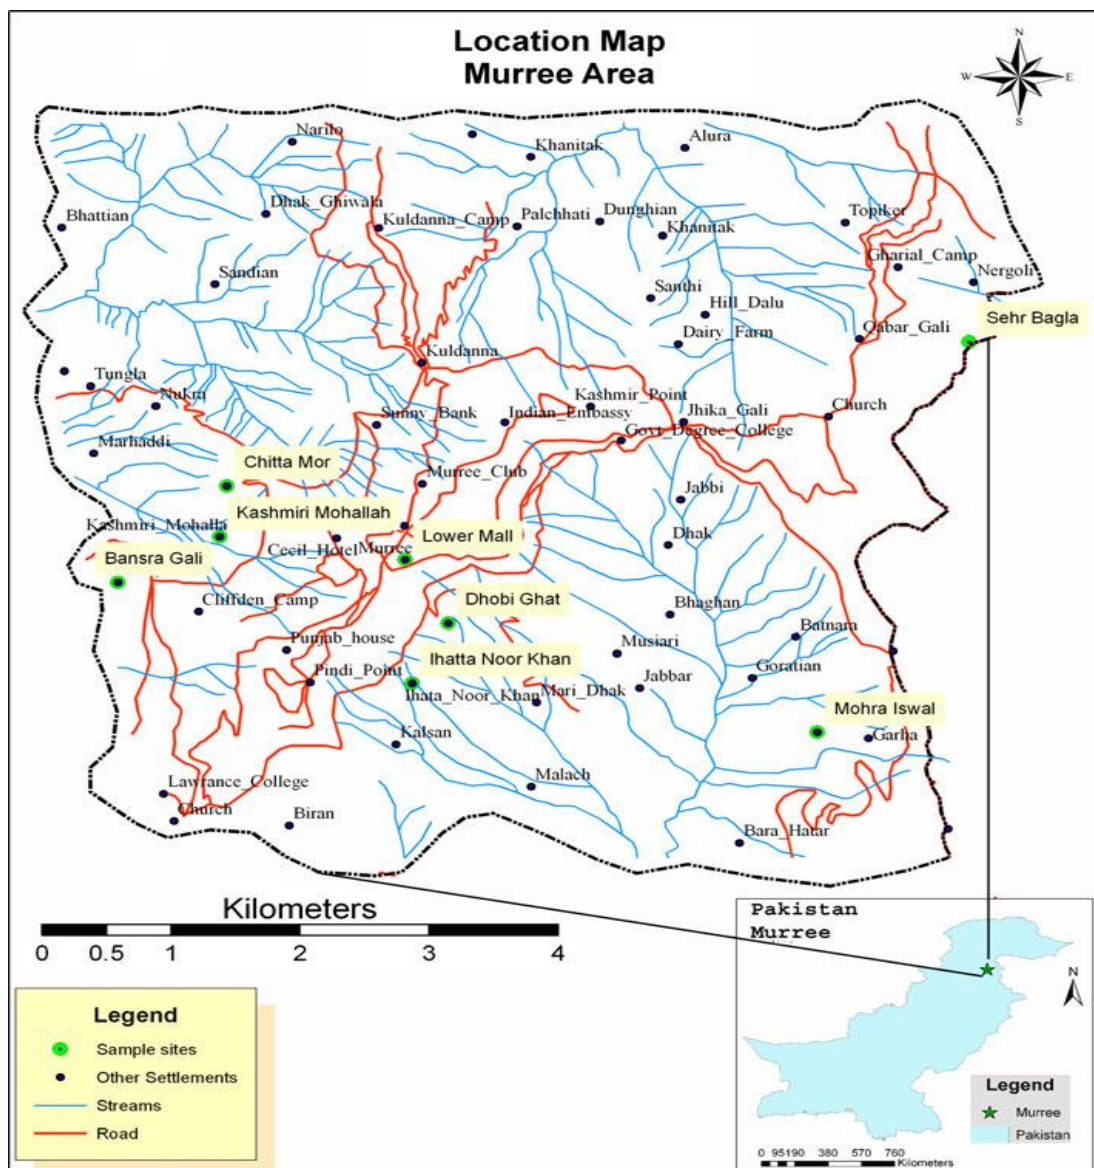 Location Map
Murree Area
N
W E
S
Narilo
Khanitak
Alura
Bhattian
Dhak_Ghiwala
Kuldanna_Camp
Palchhati
Dunghian
Khanitak
Topiker
Gharial_Camp
Nergoli
Sandian
Santhi
Hill_Dalu
Sehr Bagla
Dairy_Farm
Qabar_Gali
Kuldanna
Tungla
Nukrn
Kashmir_Point
Sunny_Bank
Indian_Embassy
Jhika_Gali
Church
Govt_Degree_College
Marhaddi
Chitta Mor
Murree_Club
Jabbi
Kashmiri Mohallah
Kashmiri_Mohalla
Lower Mall
Dhak
Cecil_Hotel
Murree
Bansra Gali
Cliffden_Camp
Dhobi Ghat
Bhaghan
Batnara
Punjab_house
Musiari
Ihatta Noor Khan
Pindi_Point
Goratian
Jabbar
Ihata_Noor_Khan
Mari_Dhak
Mohra Iswal
Garha
Kalsan
Lawrance_College
Malach
Church
Biran
Bara_Hatar
Kilometers
0 0.5 1 2 3 4
Pakistan
Murree
N
Legend
Sample sites
Other Settlements
Streams
Road
Legend
Murree
Pakistan
0 95190 380 570 760
Kilometers